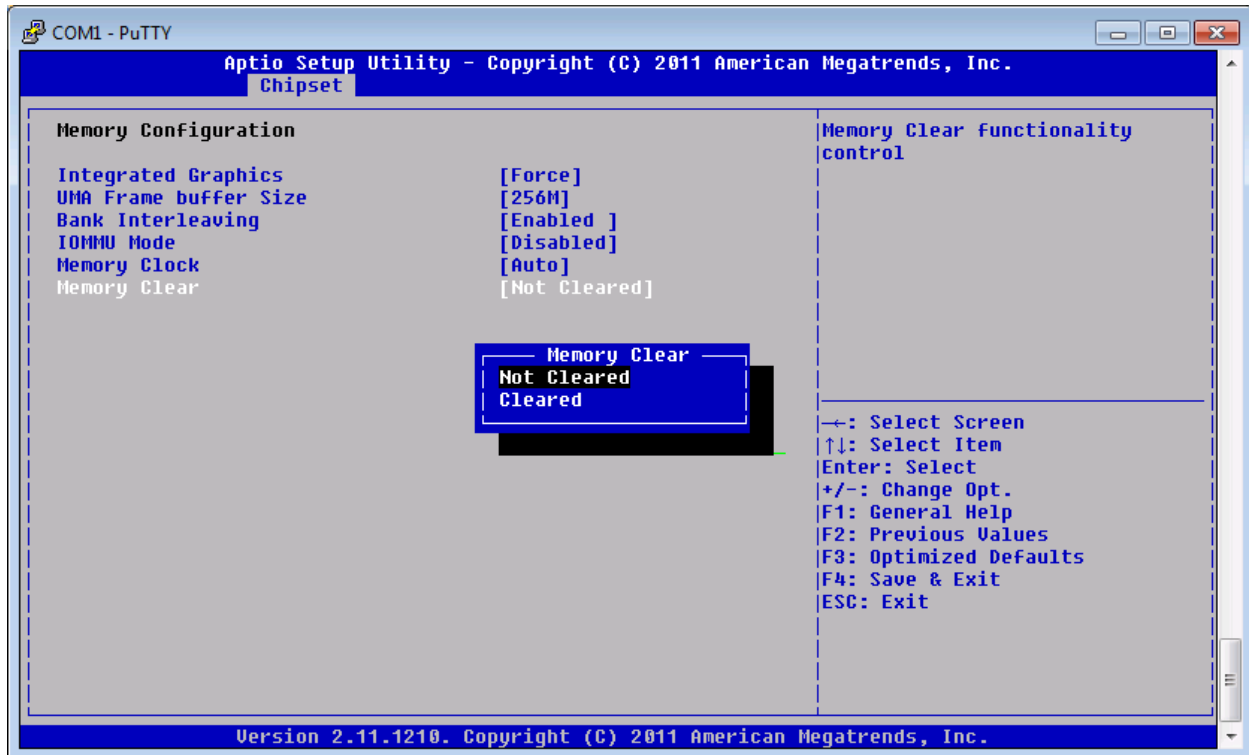 COM1 - PuTTY
Aptio Setup Utility - Copyright (C) 2011 American Megatrends, Inc.
Chipset
Memory Configuration
Integrated Graphics [Force]
UMA Frame buffer Size [256M]
Bank Interleaving [Enabled ]
IOMMU Mode [Disabled]
Memory Clock [Auto]
Memory Clear [Not Cleared]
Memory Clear
Not Cleared
Cleared
Memory Clear functionality
control
→←: Select Screen
↑↓: Select Item
Enter: Select
+/-: Change Opt.
F1: General Help
F2: Previous Values
F3: Optimized Defaults
F4: Save & Exit
ESC: Exit
Version 2.11.1210. Copyright (C) 2011 American Megatrends, Inc.